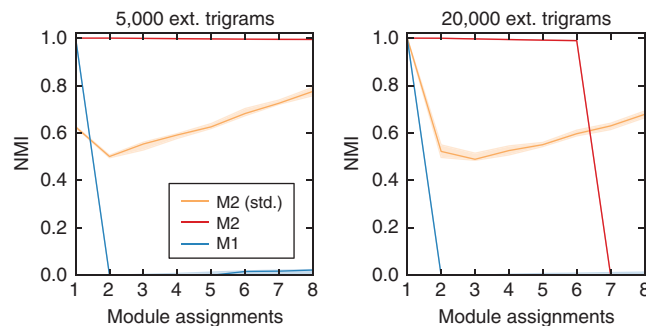 5,000 ext. trigrams
20,000 ext. trigrams
NMI
1.0
0.8
0.6
0.4
0.2
0.0
M2 (std.)
M2
M1
1 2 3 4 5 6 7 8
Module assignments
NMI
1.0
0.8
0.6
0.4
0.2
0.0
1 2 3 4 5 6 7 8
Module assignments